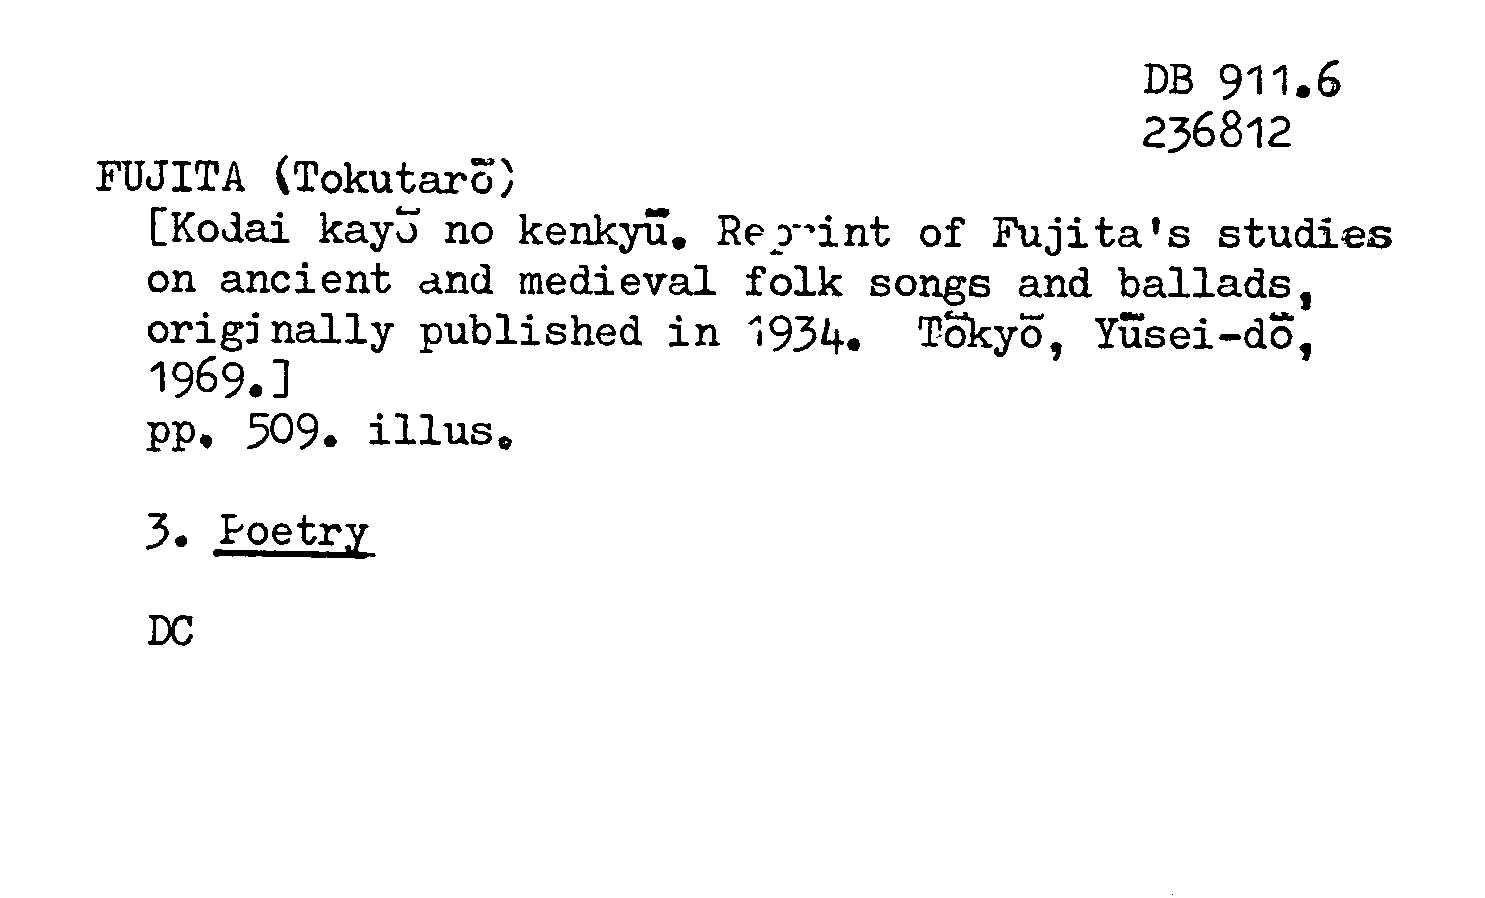 DB 911.6
236812
FUJITA (Tokutarō)
[Kodai kayō no kenkyū. Reprint of Fujita's studies
on ancient and medieval folk songs and ballads,
originally published in 1934. Tōkyō, Yūsei-dō,
1969.]
pp. 509. illus.
3. Poetry
DC